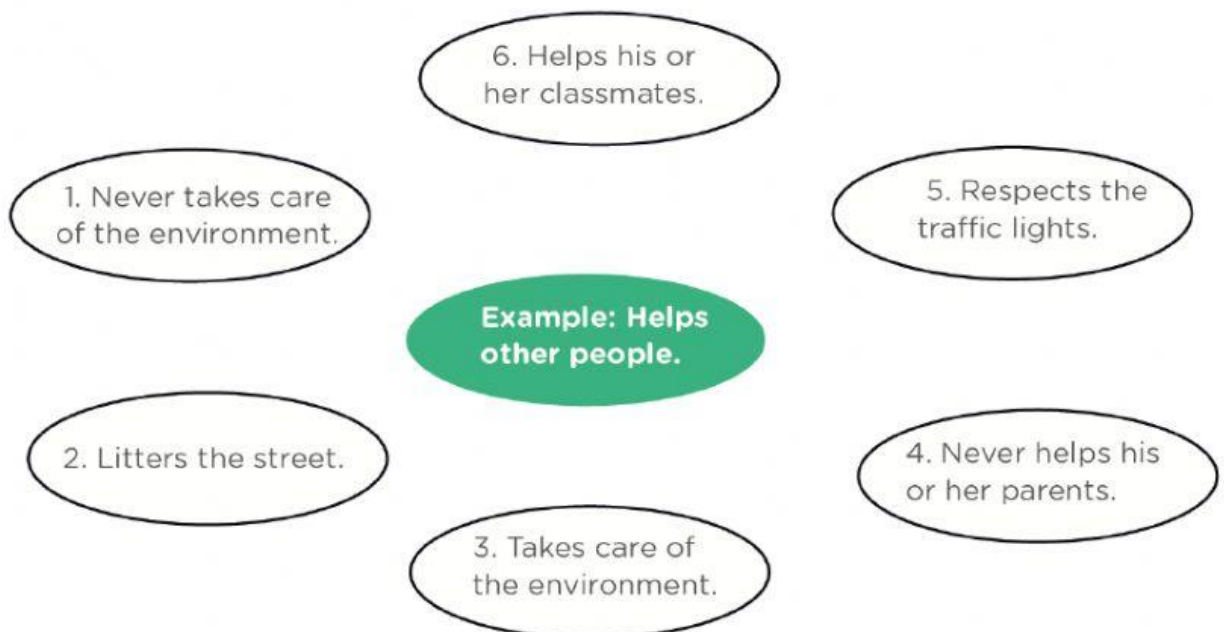 6. Helps his or
her classmates.
1. Never takes care
of the environment.
5. Respects the
traffic lights.
Example: Helps
other people.
2. Litters the street.
4. Never helps his
or her parents.
3. Takes care of
the environment.